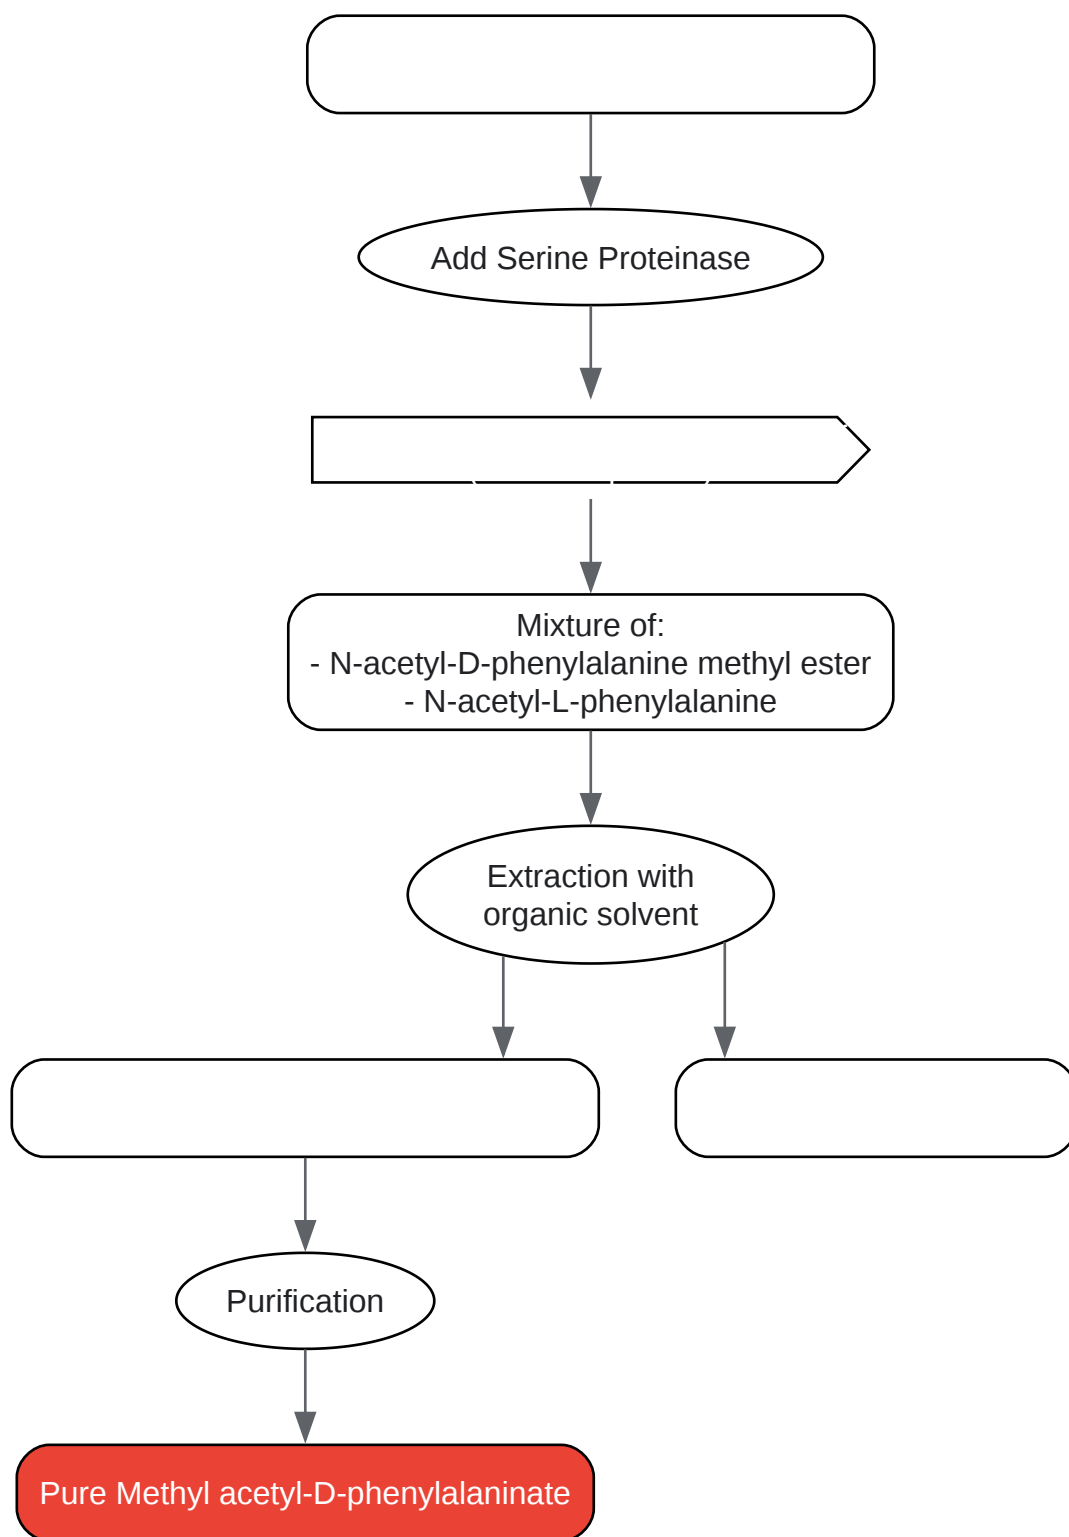 Add Serine Proteinase
Mixture of:
- N-acetyl-D-phenylalanine methyl ester
- N-acetyl-L-phenylalanine
Extraction with
organic solvent
Purification
Pure Methyl acetyl-D-phenylalaninate